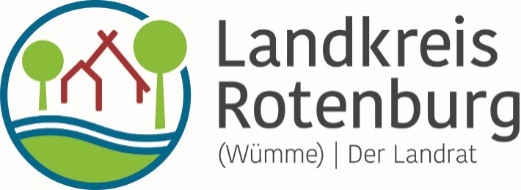 Landkreis
Rotenburg
(Wümme) | Der Landrat